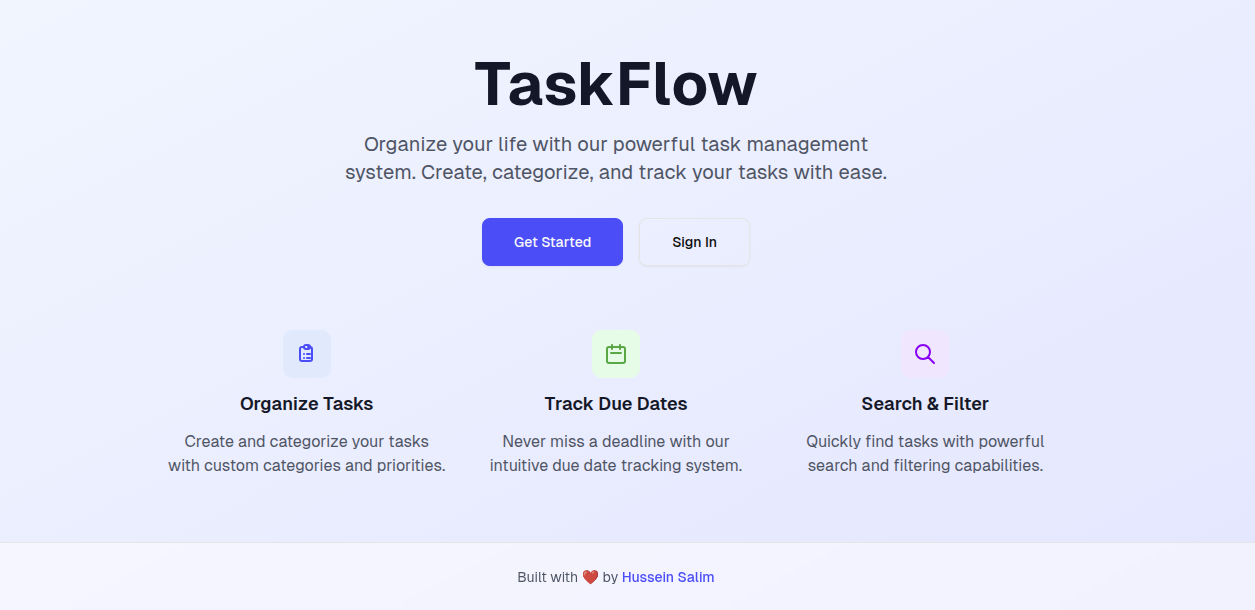 TaskFlow
Organize your life with our powerful task management
system. Create, categorize, and track your tasks with ease.
Get Started
Sign In
Organize Tasks
Track Due Dates
Search & Filter
Create and categorize your tasks
with custom categories and priorities.
Never miss a deadline with our
intuitive due date tracking system.
Quickly find tasks with powerful
search and filtering capabilities.
Built with ❤️ by Hussein Salim